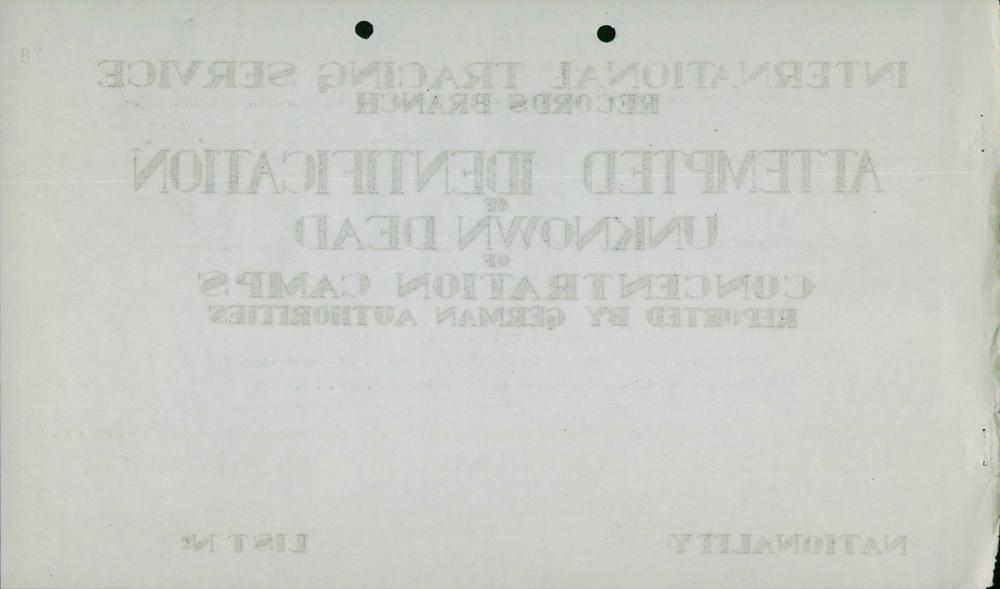 INTERNATIONAL TRACING SERVICE
RECORDS BRANCH
ATTEMPTED IDENTIFICATION
OF
UNKNOWN DEAD
OF
CONCENTRATION CAMPS
REPORTED BY GERMAN AUTHORITIES
NATIONALITY: LIST Nº